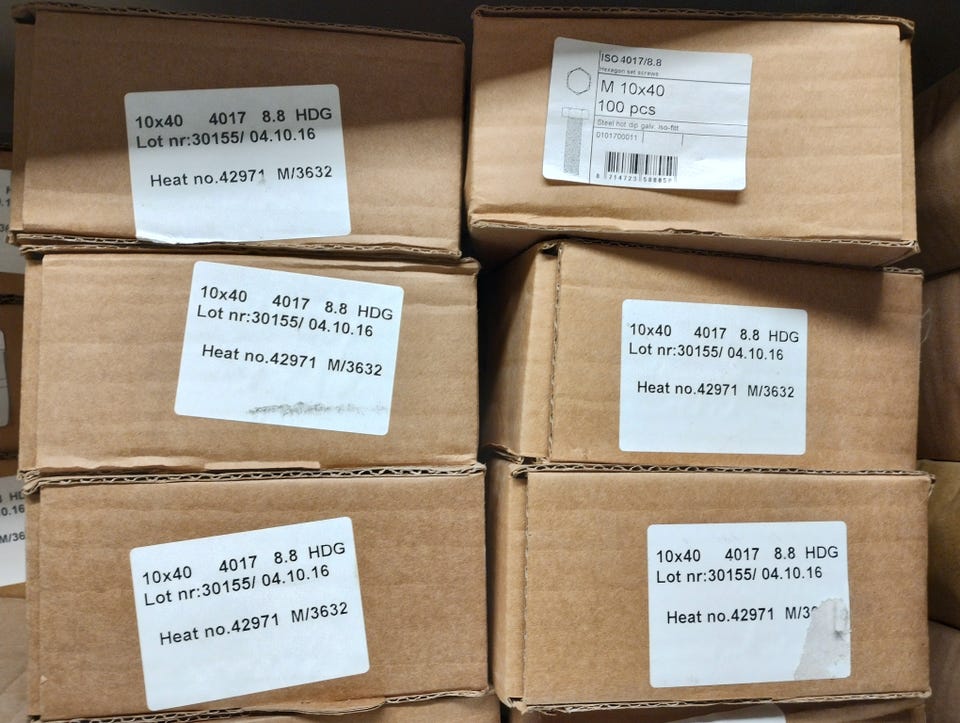 10x40 4017 8.8 HDG
Lot nr:30155/ 04.10.16
Heat no.42971 M/3632
ISO 4017/8.8
Hexagon set screws
M 10x40
100 pcs
Steel hot dip galv. iso-fitt
0101700011
10x40 4017 8.8 HDG
Lot nr:30155/ 04.10.16
Heat no.42971 M/3632
10x40 4017 8.8 HDG
Lot nr:30155/ 04.10.16
Heat no.42971 M/3632
10x40 4017 8.8 HDG
Lot nr:30155/ 04.10.16
Heat no.42971 M/3632
10x40 4017 8.8 HDG
Lot nr:30155/ 04.10.16
Heat no.42971 M/3